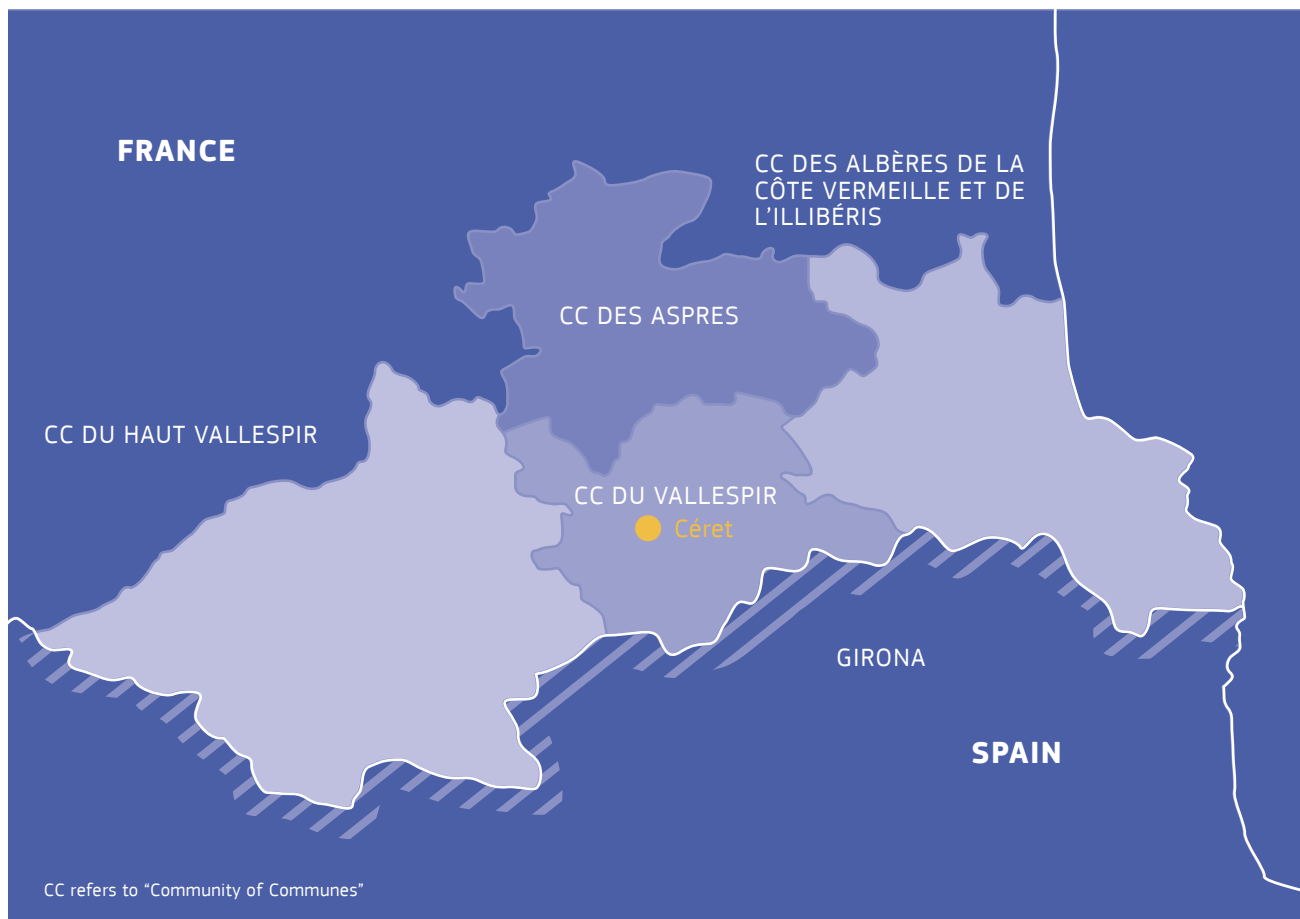 FRANCE
CC DES ALBÈRES DE LA
CÔTE VERMEILLE ET DE
L'ILLIBÉRIS
CC DES ASPRES
CC DU HAUT VALLESPIR
CC DU VALLESPIR
Céret
GIRONA
SPAIN
CC refers to “Community of Communes”